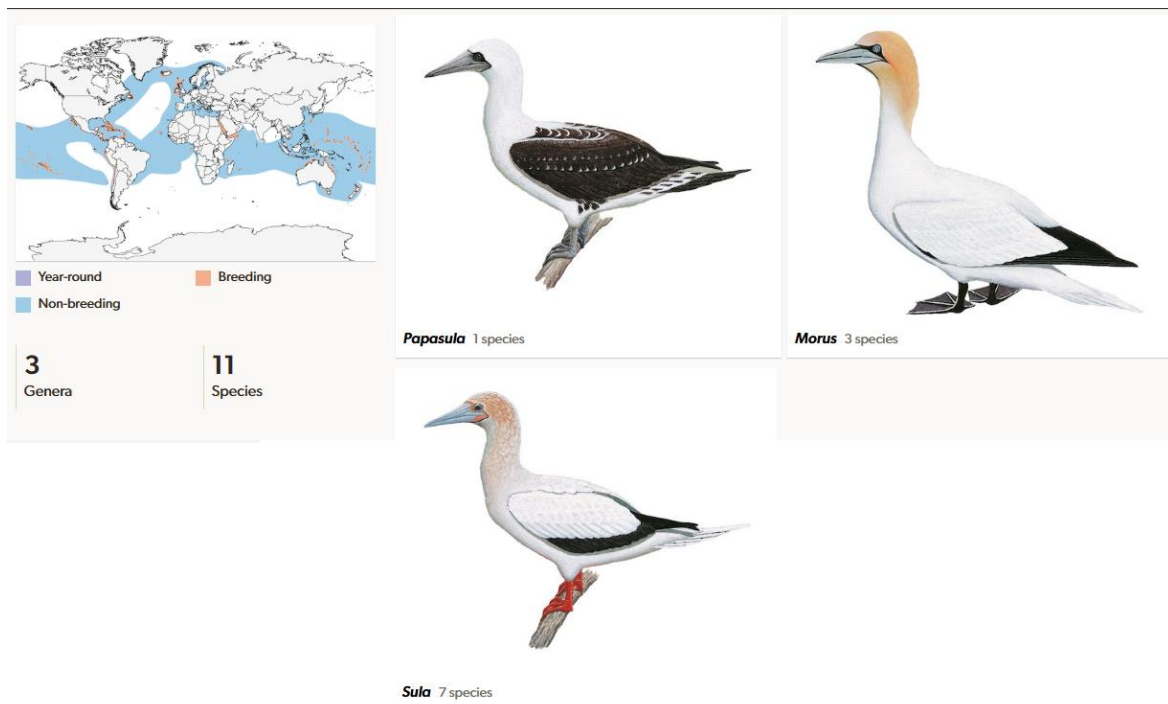 Year-round
Breeding
Non-breeding
3
Genera
11
Species
Papasula 1 species
Morus 3 species
Sula 7 species